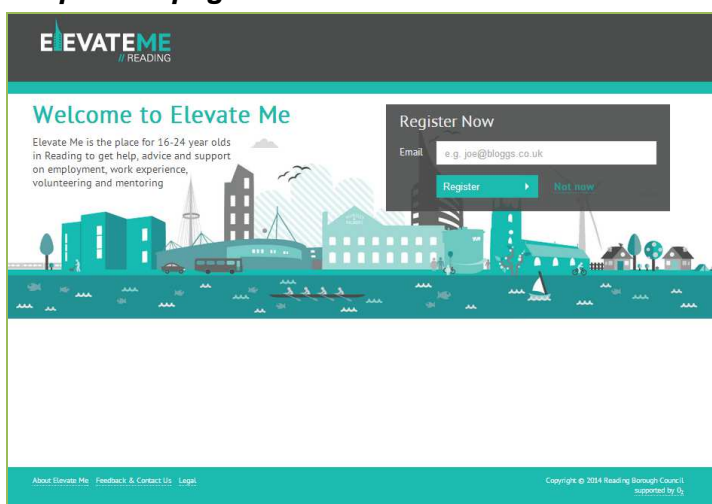 ELEVATEME
// READING
Welcome to Elevate Me
Elevate Me is the place for 16-24 year olds
in Reading to get help, advice and support
on employment, work experience,
volunteering and mentoring
Register Now
Email e.g. joe@bloggs.co.uk
Register Not now
About Elevate Me Feedback & Contact Us Legal
Copyright © 2014 Reading Borough Council
supported by O₂